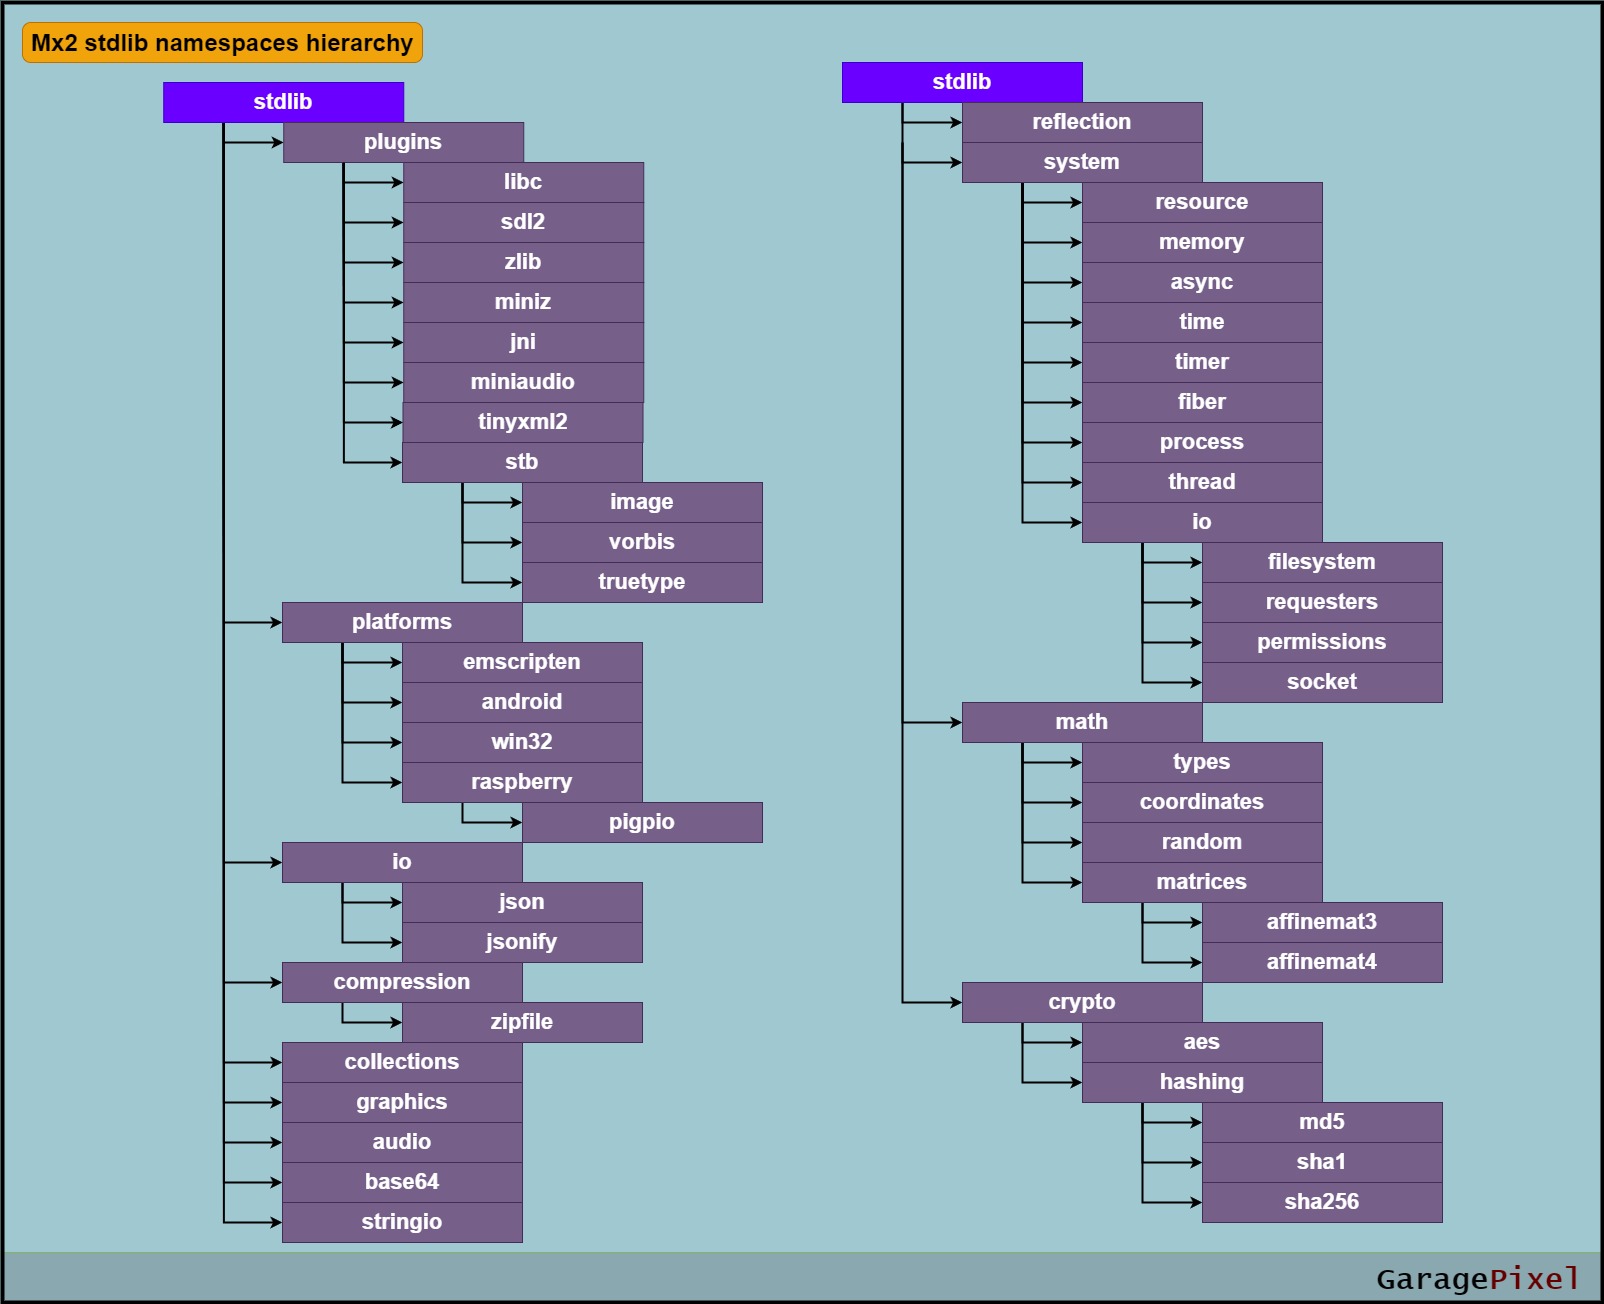 Mx2 stdlib namespaces hierarchy
stdlib
plugins
libc
sdl2
zlib
miniz
jni
miniaudio
tinyxml2
stb
image
vorbis
truetype
platforms
emscripten
android
win32
raspberry
pigpio
io
json
jsonify
compression
zipfile
collections
graphics
audio
base64
stringio
stdlib
reflection
system
resource
memory
async
time
timer
fiber
process
thread
io
filesystem
requesters
permissions
socket
math
types
coordinates
random
matrices
affinemat3
affinemat4
crypto
aes
hashing
md5
sha1
sha256
GaragePixel